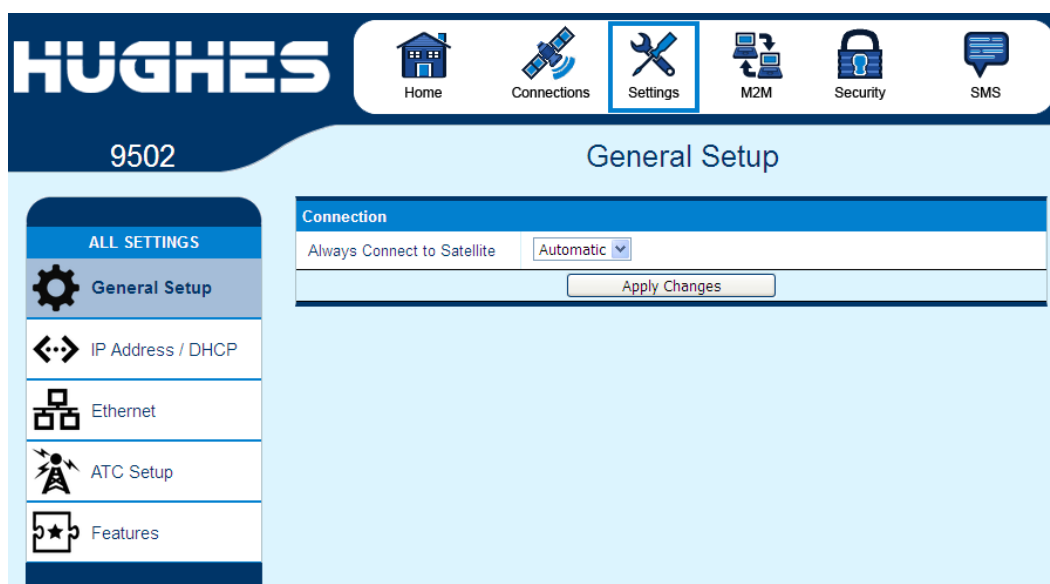 HUGHES
Home
Connections
Settings
M2M
Security
SMS
9502
General Setup
ALL SETTINGS
General Setup
IP Address / DHCP
Ethernet
ATC Setup
Features
Connection
Always Connect to Satellite
Automatic
Apply Changes